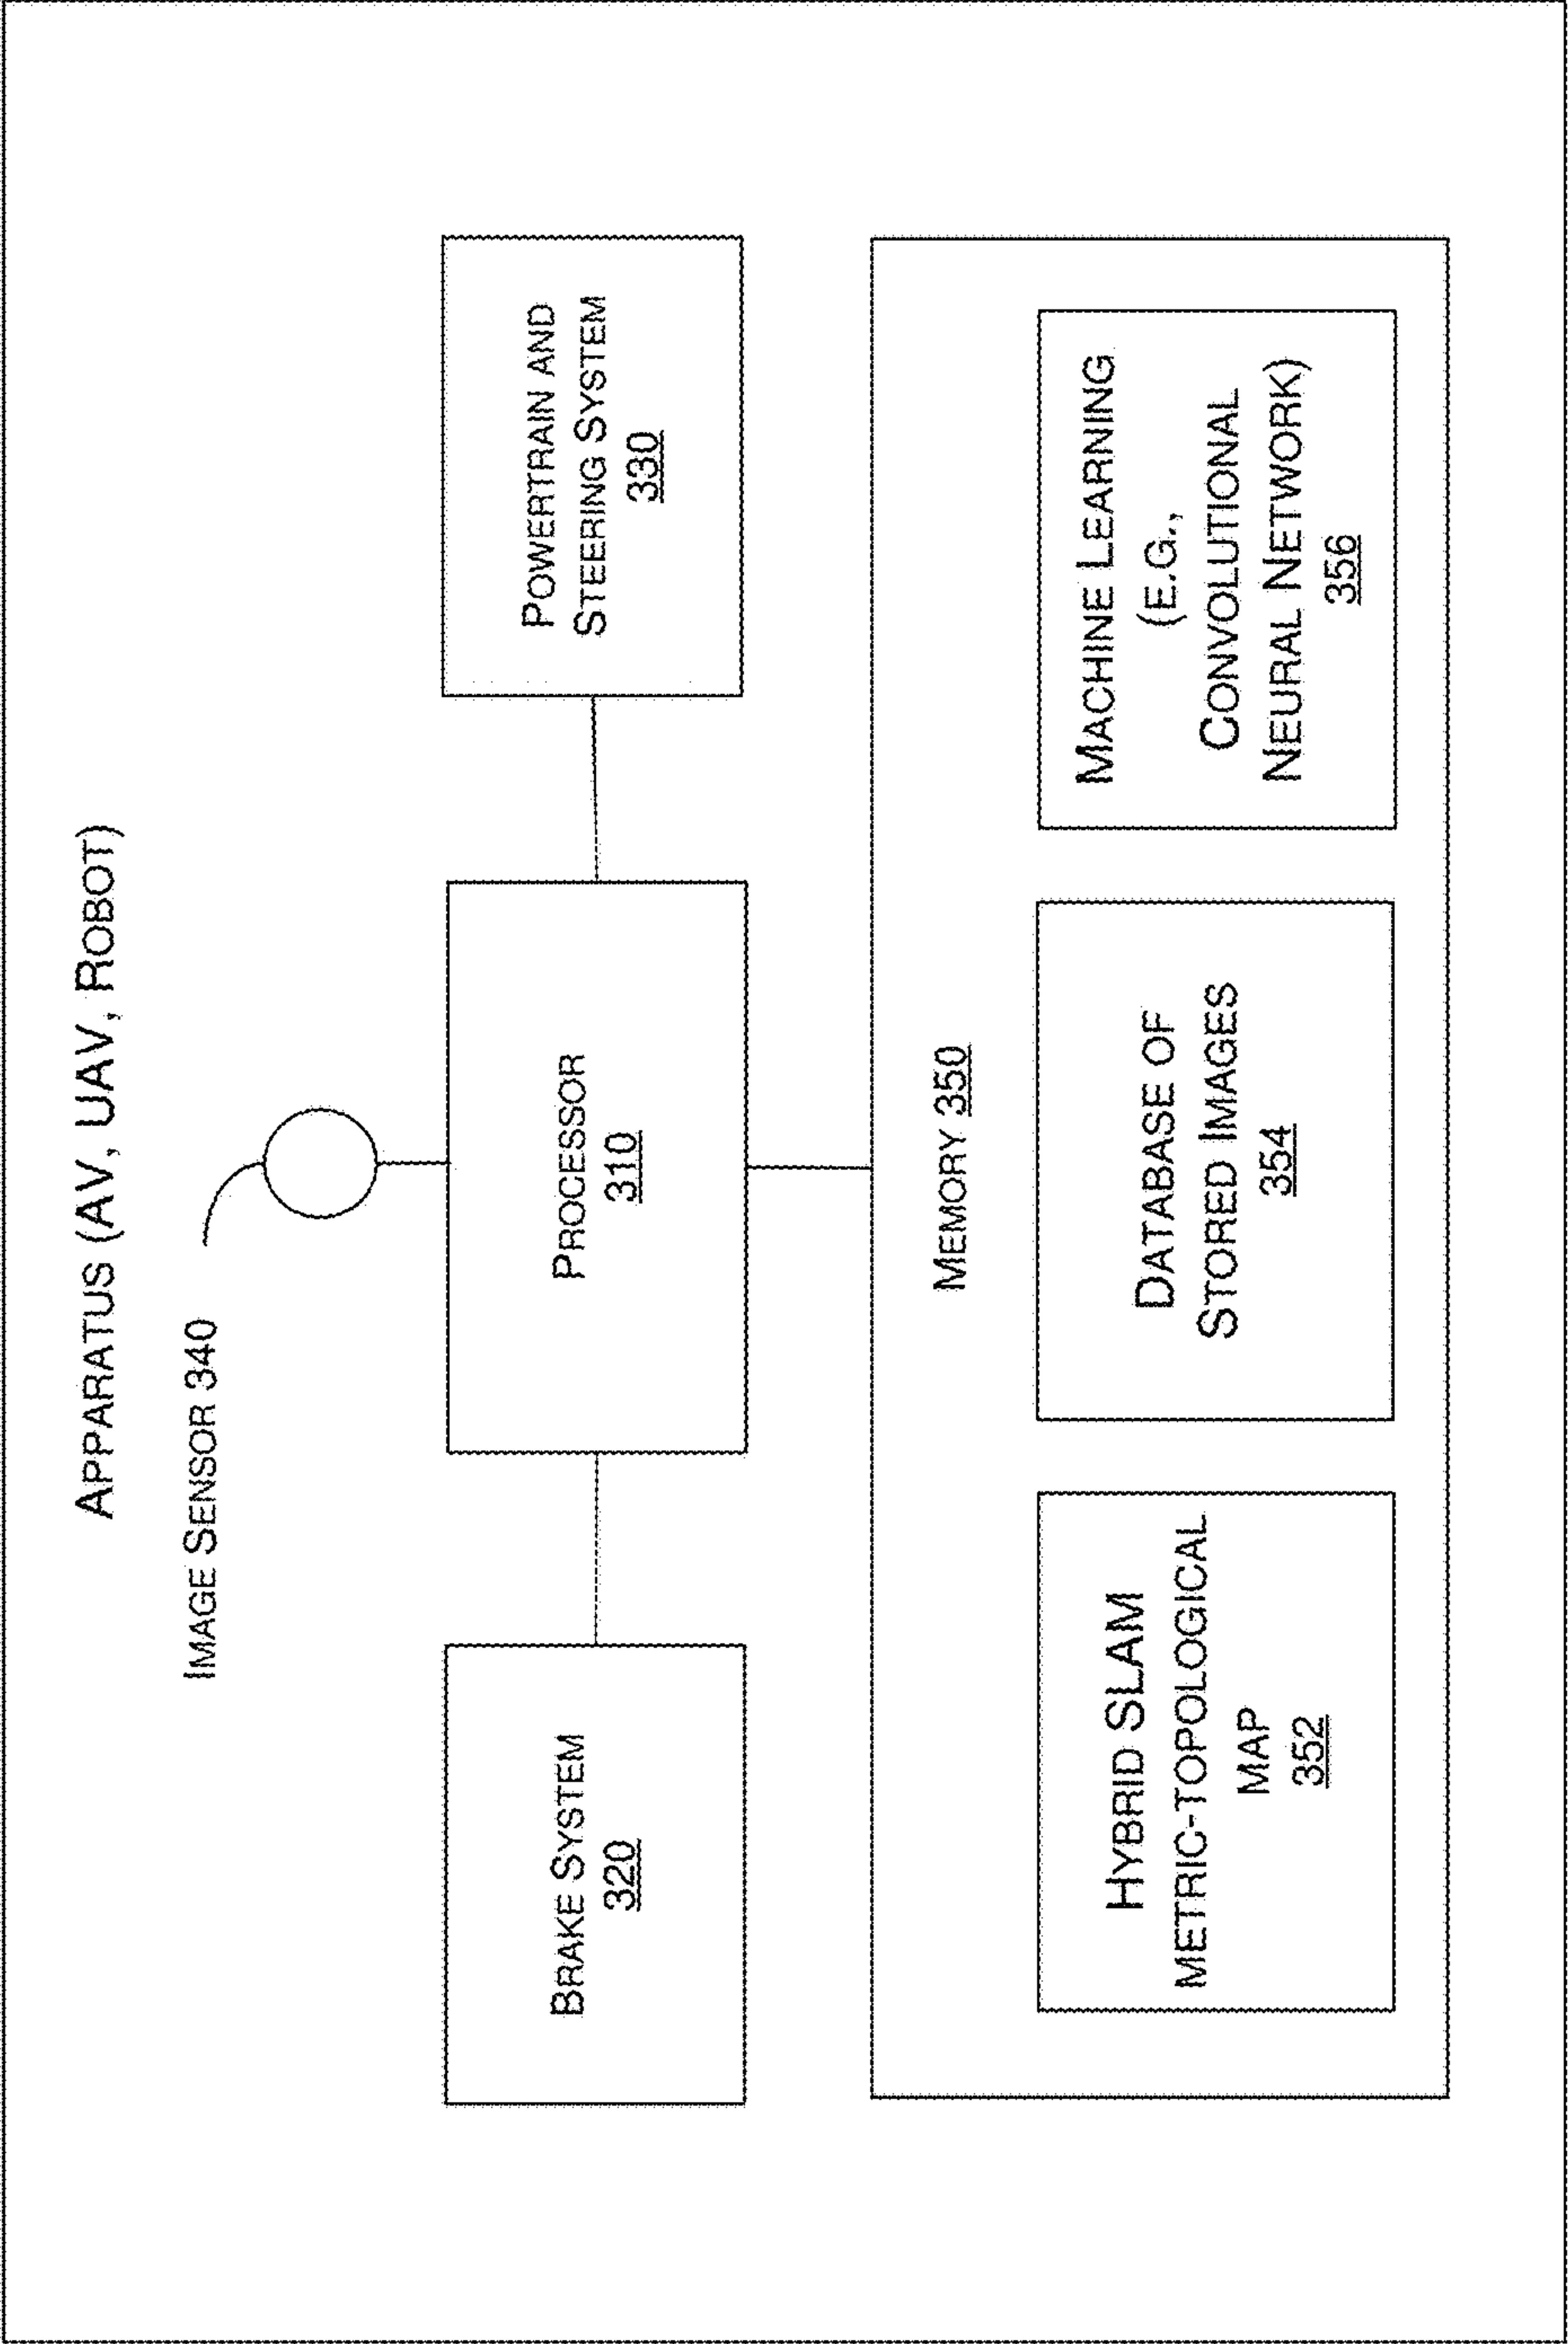 APPARATUS (AV, UAV, ROBOT)
IMAGE SENSOR 340
BRAKE SYSTEM
320
PROCESSOR
310
POWERTRAIN AND
STEERING SYSTEM
330
MEMORY 350
HYBRID SLAM
METRIC-TOPOLOGICAL
MAP
352
DATABASE OF
STORED IMAGES
354
MACHINE LEARNING
(E.G.,
CONVOLUTIONAL
NEURAL NETWORK)
356